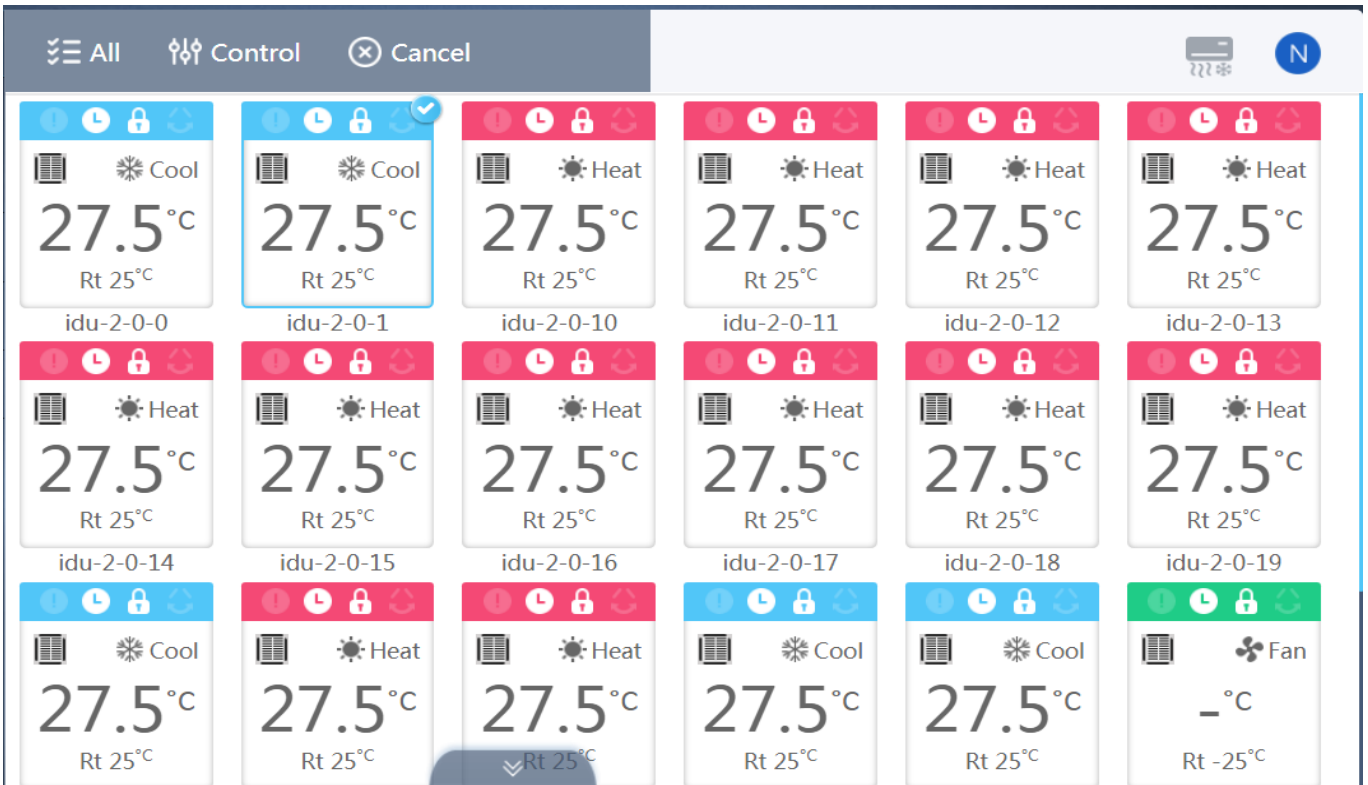 All Control Cancel N
Cool Cool Heat Heat Heat Heat
27.5°C 27.5°C 27.5°C 27.5°C 27.5°C 27.5°C
Rt 25°C Rt 25°C Rt 25°C Rt 25°C Rt 25°C Rt 25°C
idu-2-0-0 idu-2-0-1 idu-2-0-10 idu-2-0-11 idu-2-0-12 idu-2-0-13
Heat Heat Heat Heat Heat Heat
27.5°C 27.5°C 27.5°C 27.5°C 27.5°C 27.5°C
Rt 25°C Rt 25°C Rt 25°C Rt 25°C Rt 25°C Rt 25°C
idu-2-0-14 idu-2-0-15 idu-2-0-16 idu-2-0-17 idu-2-0-18 idu-2-0-19
Cool Heat Heat Cool Cool Fan
27.5°C 27.5°C 27.5°C 27.5°C 27.5°C -°C
Rt 25°C Rt 25°C Rt 25°C Rt 25°C Rt 25°C Rt -25°C